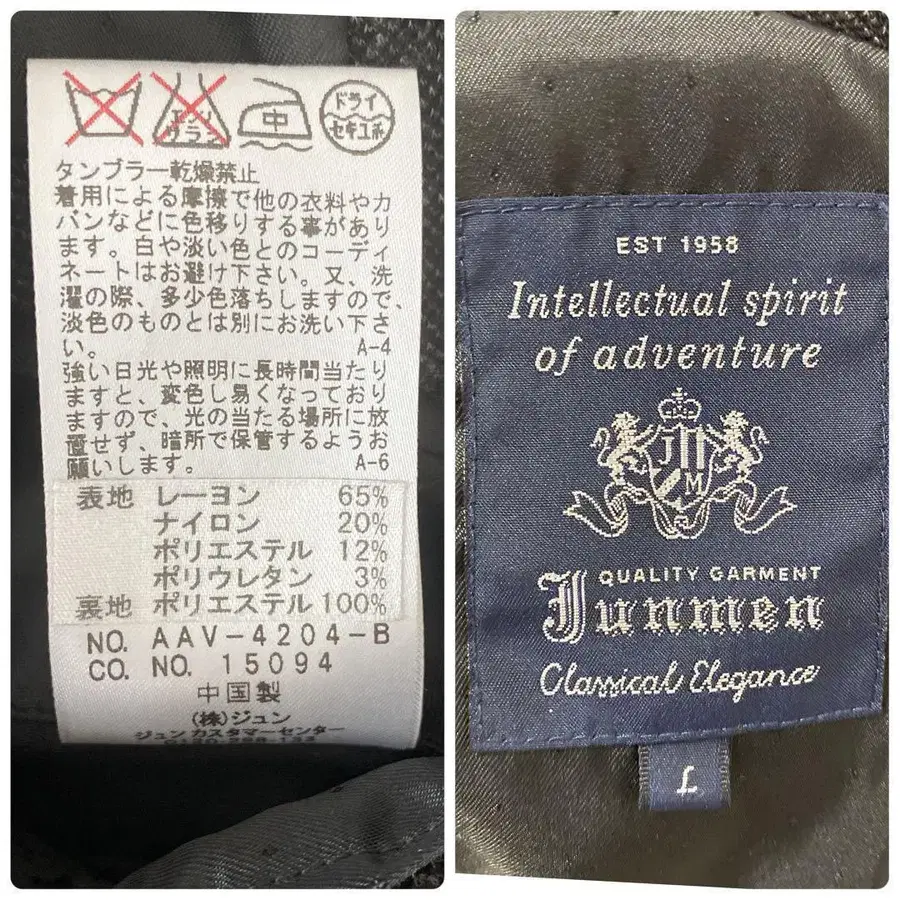 エンソ
グラン
中
ドライ
セキユ系
タンブラー乾燥禁止
着用による摩擦で他の衣料やカ
バンなどに色移りする事があり
ます。白や淡い色とのコーディ
ネートはお避け下さい。又、洗
濯の際、多少色落ちしますので、
淡色のものとは別にお洗い下さ
い。 A-4
強い日光や照明に長時間当たり
ますと、変色し易くなっており
ますので、光の当たる場所に放
置せず、暗所で保管するようお
願いします。 A-6
表地 レーヨン 65%
ナイロン 20%
ポリエステル 12%
ポリウレタン 3%
裏地 ポリエステル 100%
NO. AAV-4204-B
CO. NO. 15094
中国製
(株)ジュン
ジュン カスタマーセンター
EST 1958
Intellectual spirit
of adventure
J M
QUALITY GARMENT
Junmen
Classical Elegance
L